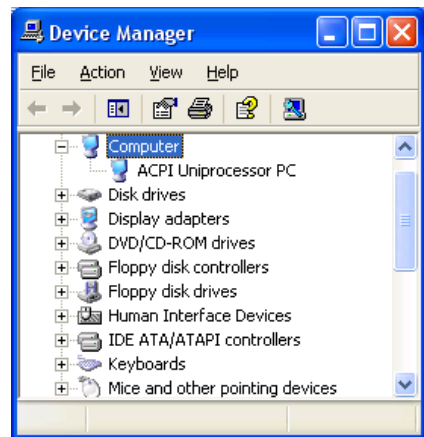 Device Manager
File Action View Help
Computer
ACPI Uniprocessor PC
Disk drives
Display adapters
DVD/CD-ROM drives
Floppy disk controllers
Floppy disk drives
Human Interface Devices
IDE ATA/ATAPI controllers
Keyboards
Mice and other pointing devices